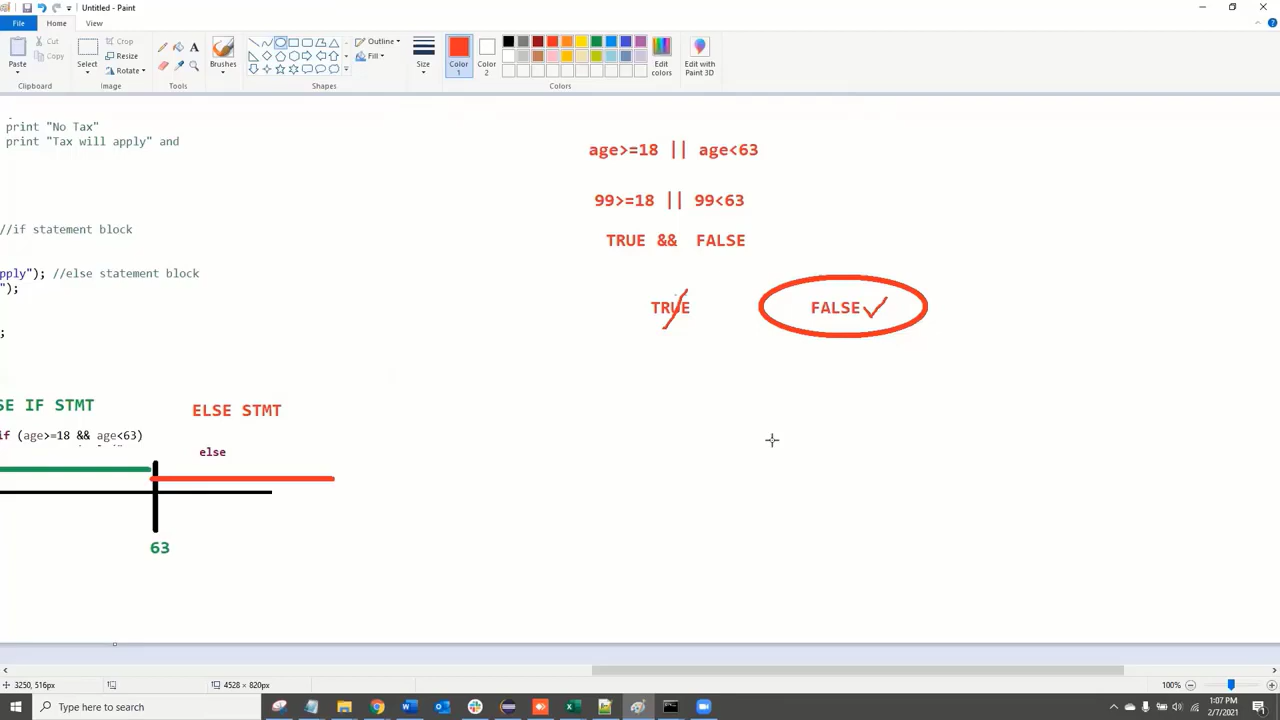 Untitled - Paint
File
Home
View
Paste
Cut
Copy
Clipboard
Select
Crop
Resize
Rotate
Image
A
Tools
Brushes
Outline
Fill
Shapes
Size
Color 1
Color 2
Edit colors
Colors
Edit with Paint 3D
print "No Tax"
print "Tax will apply" and
//if statement block
pply"); //else statement block
");
;
SE IF STMT
if (age>=18 && age<63)
ELSE STMT
else
63
age>=18 || age<63
99>=18 || 99<63
TRUE && FALSE
TRUE
FALSE
3250, 516px
4528 × 820px
100%
Type here to search
1:07 PM
2/7/2021